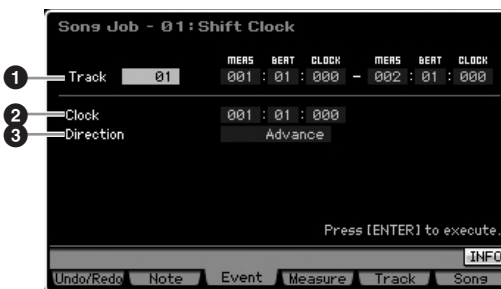 Song Job - 01:Shift Clock
MEAS BEAT CLOCK MEAS BEAT CLOCK
1 Track 01 001 : 01 : 000 - 002 : 01 : 000
2 Clock 001 : 01 : 000
3 Direction Advance
Press [ENTER] to execute.
INFO
Undo/Redo Note Event Measure Track Song